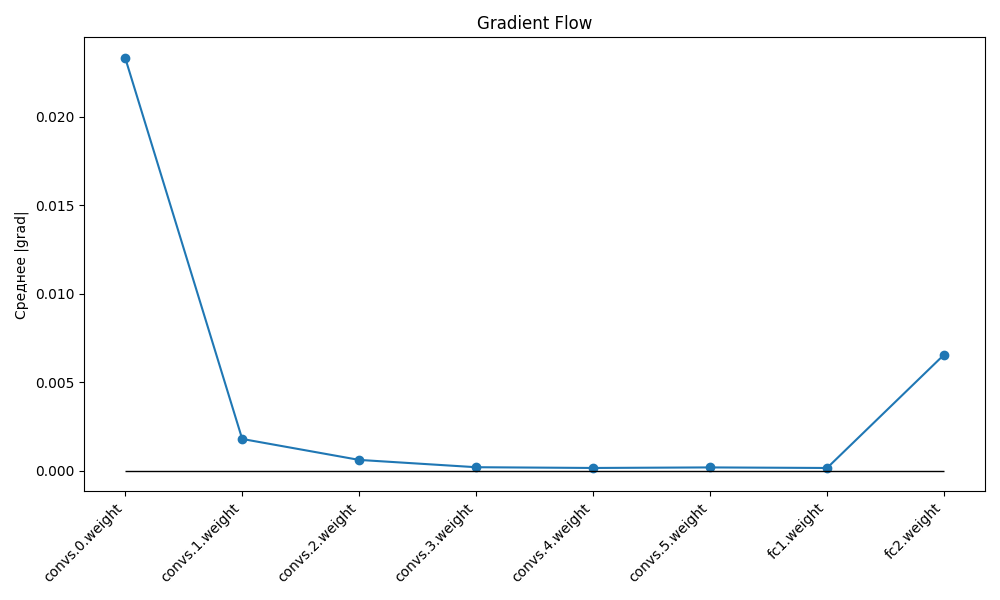 Gradient Flow
Среднее |grad|
0.020
0.015
0.010
0.005
0.000
convs.0.weight
convs.1.weight
convs.2.weight
convs.3.weight
convs.4.weight
convs.5.weight
fc1.weight
fc2.weight